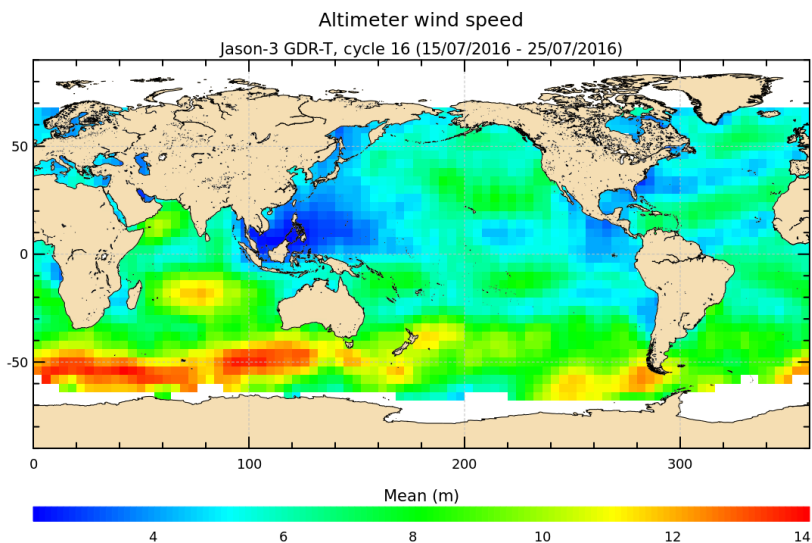 Altimeter wind speed
Jason-3 GDR-T, cycle 16 (15/07/2016 - 25/07/2016)
50
0
-50
0 100 200 300
Mean (m)
4 6 8 10 12 14